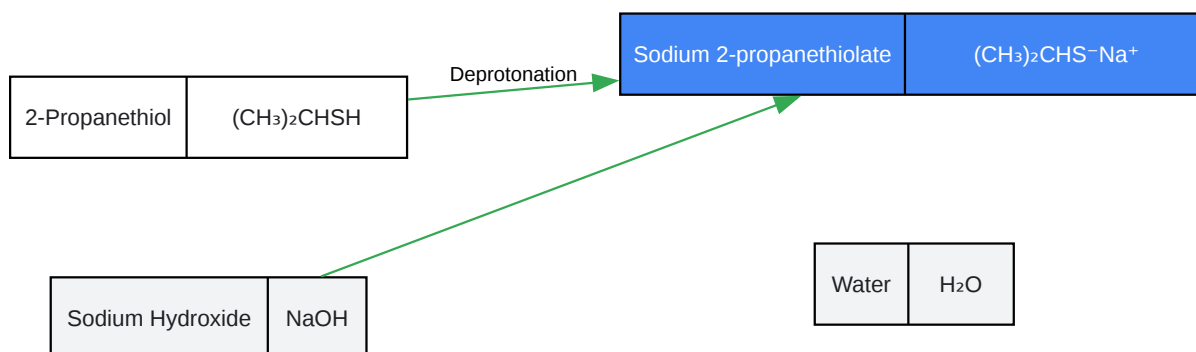 Sodium 2-propanethiolate (CH₃)₂CHS⁻Na⁺
Deprotonation
2-Propanethiol (CH₃)₂CHSH
Water H₂O
Sodium Hydroxide NaOH